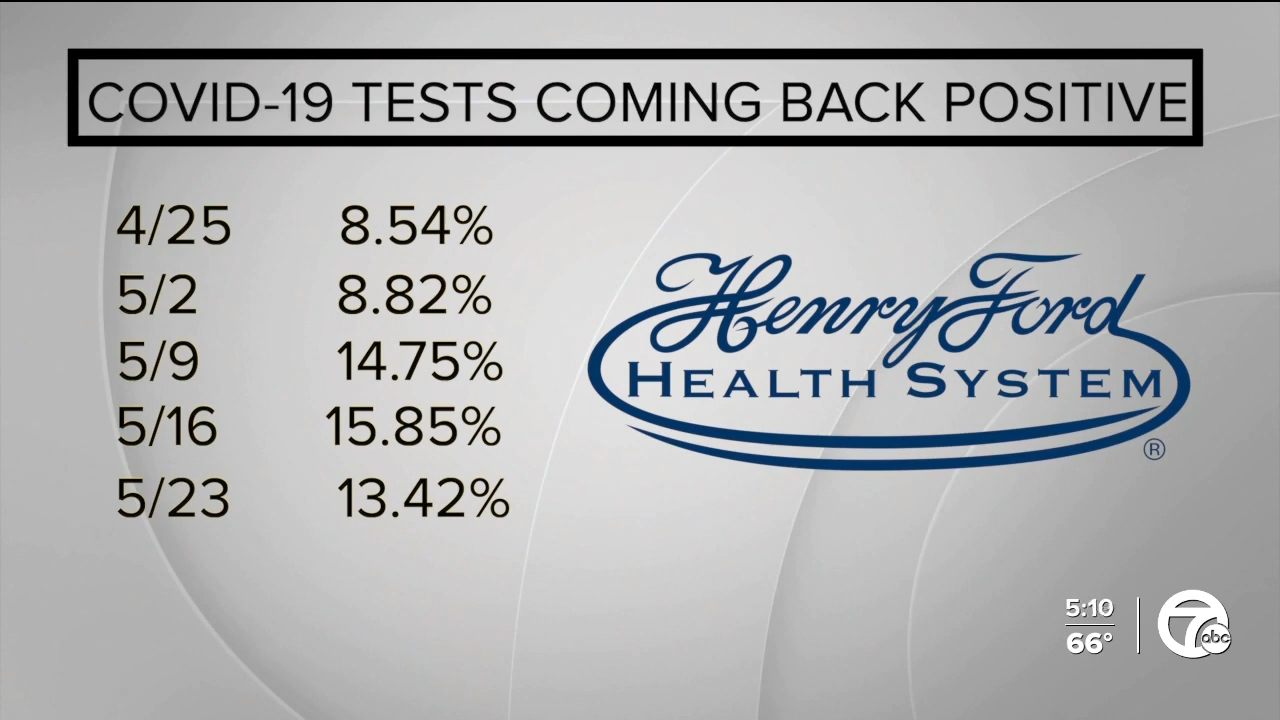 COVID-19 TESTS COMING BACK POSITIVE
4/25 8.54%
5/2 8.82%
5/9 14.75%
5/16 15.85%
5/23 13.42%
Henry Ford
HEALTH SYSTEM
®
5:10
66°
7
abc